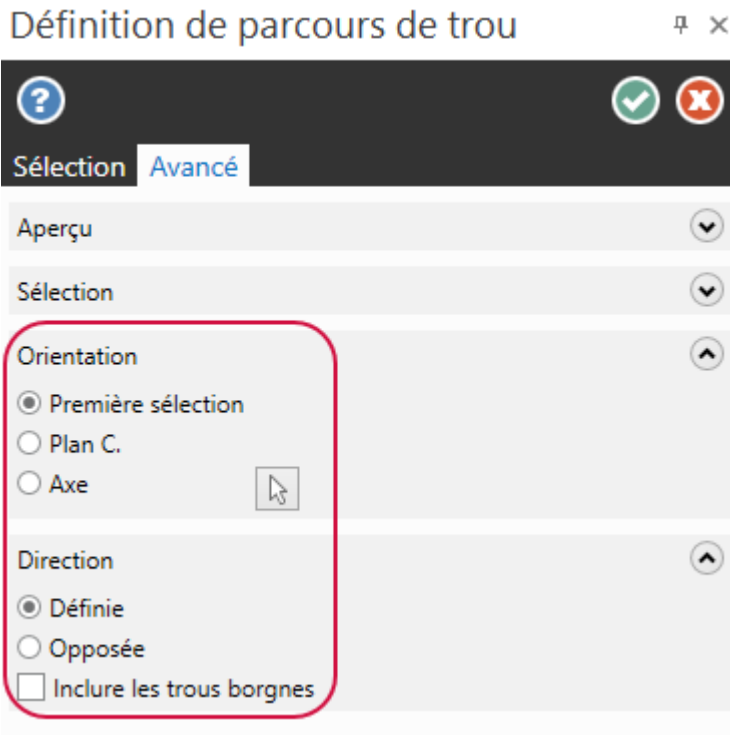 Définition de parcours de trou
Sélection Avancé
Aperçu
Sélection
Orientation
Première sélection
Plan C.
Axe
Direction
Définie
Opposée
Inclure les trous borgnes